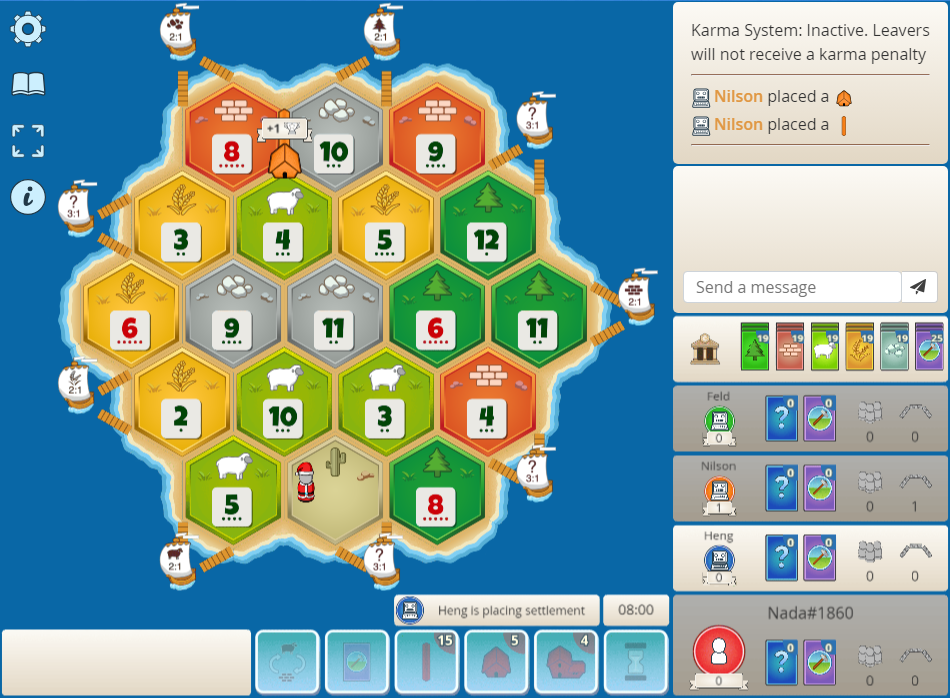 Karma System: Inactive. Leavers
will not receive a karma penalty
Nilson placed a
Nilson placed a
Send a message
19 19 19 19 19 25
Feld
0
? 0 0
0 0
Nilson
1
? 0 0
0 1
Heng
0
? 0 0
0 0
Nada#1860
0
? 0 0
0 0
2:1
2:1
+1
8 10 9
?
3:1
?
3:1
3 4 5 12
6 9 11 6 11
2:1
2:1
2 10 3 4
5 8
?
3:1
2:1
?
3:1
Heng is placing settlement
08:00
15 5 4
i